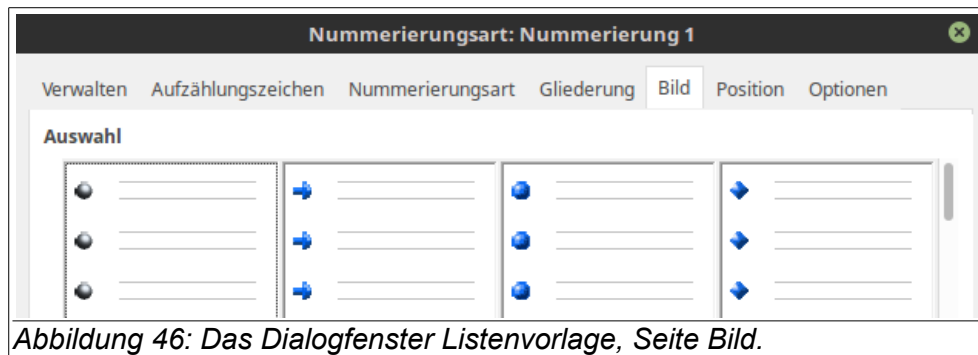 Nummerierungsart: Nummerierung 1
Verwalten Aufzählungszeichen Nummerierungsart Gliederung Bild Position Optionen
Auswahl
Abbildung 46: Das Dialogfenster Listenvorlage, Seite Bild.